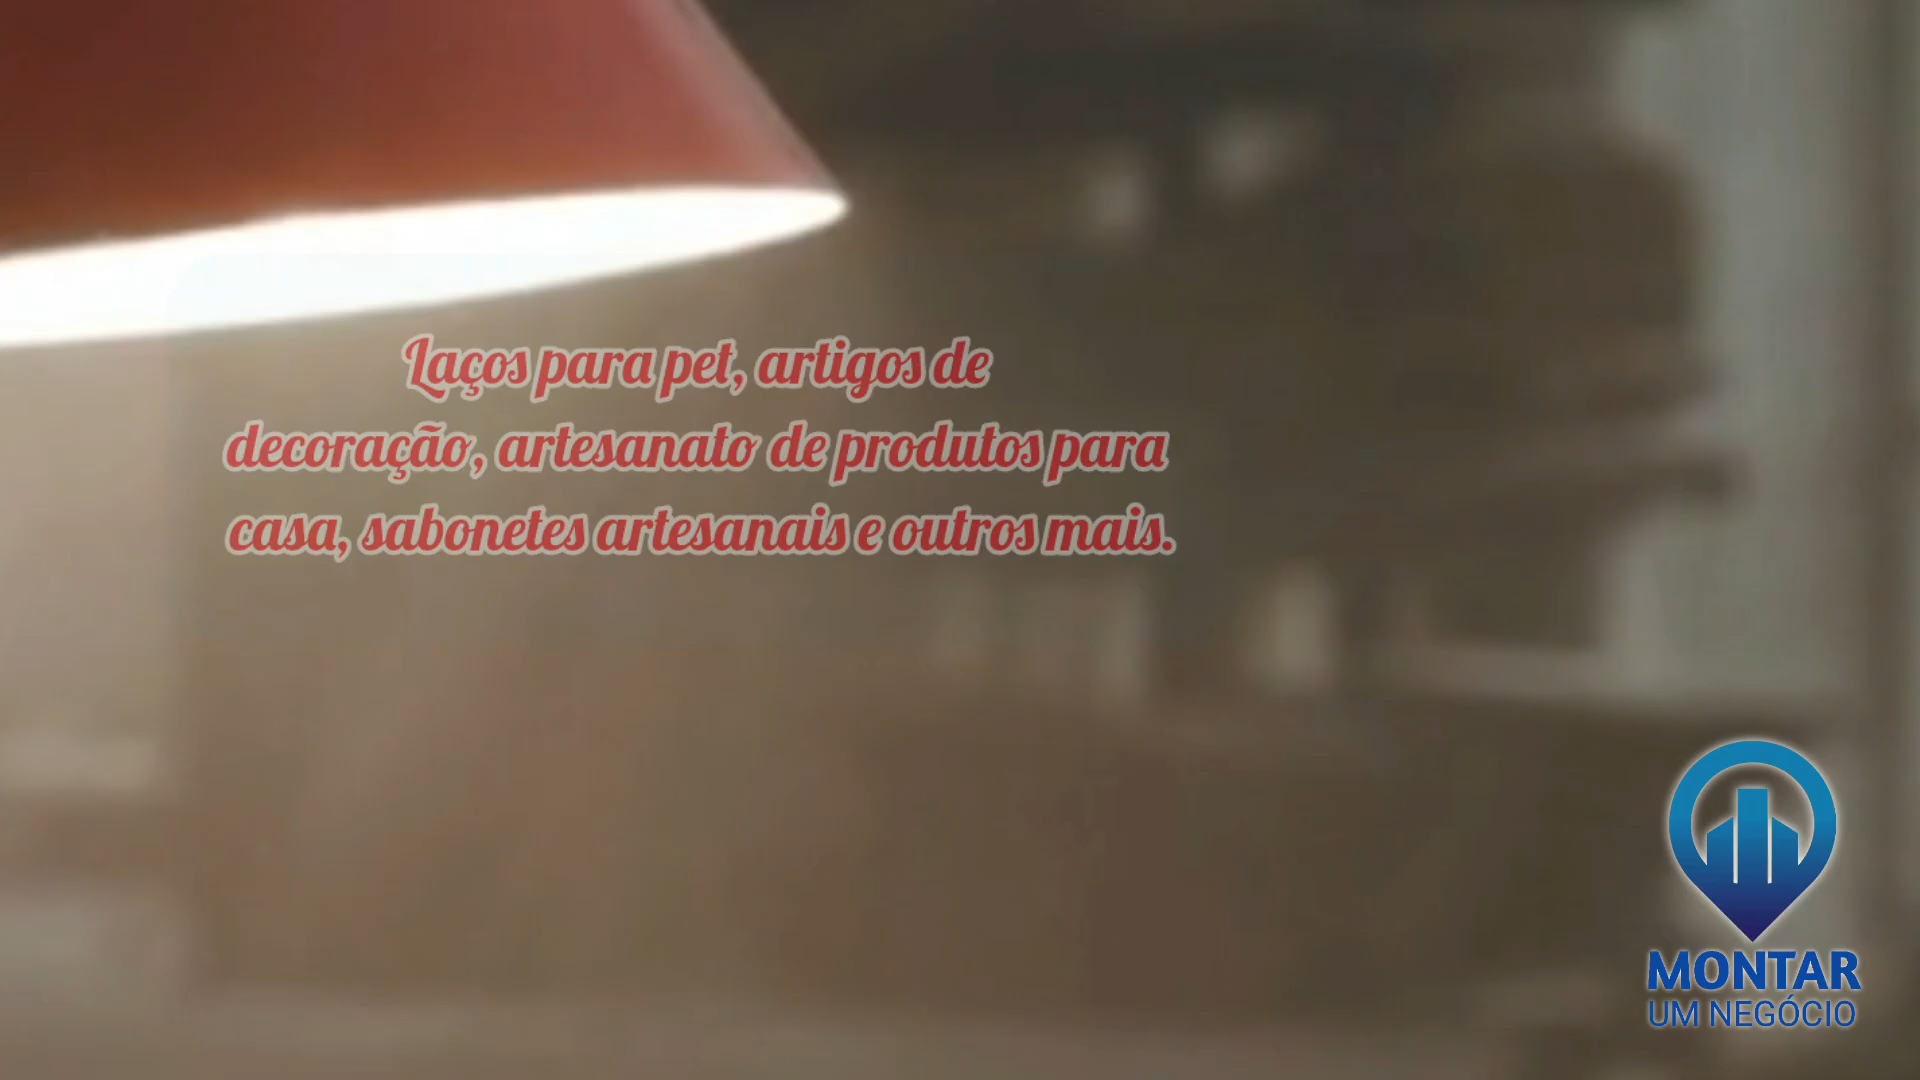 Laços para pet, artigos de
decoração, artesanato de produtos para
casa, sabonetes artesanais e outros mais.
MONTAR
UM NEGÓCIO